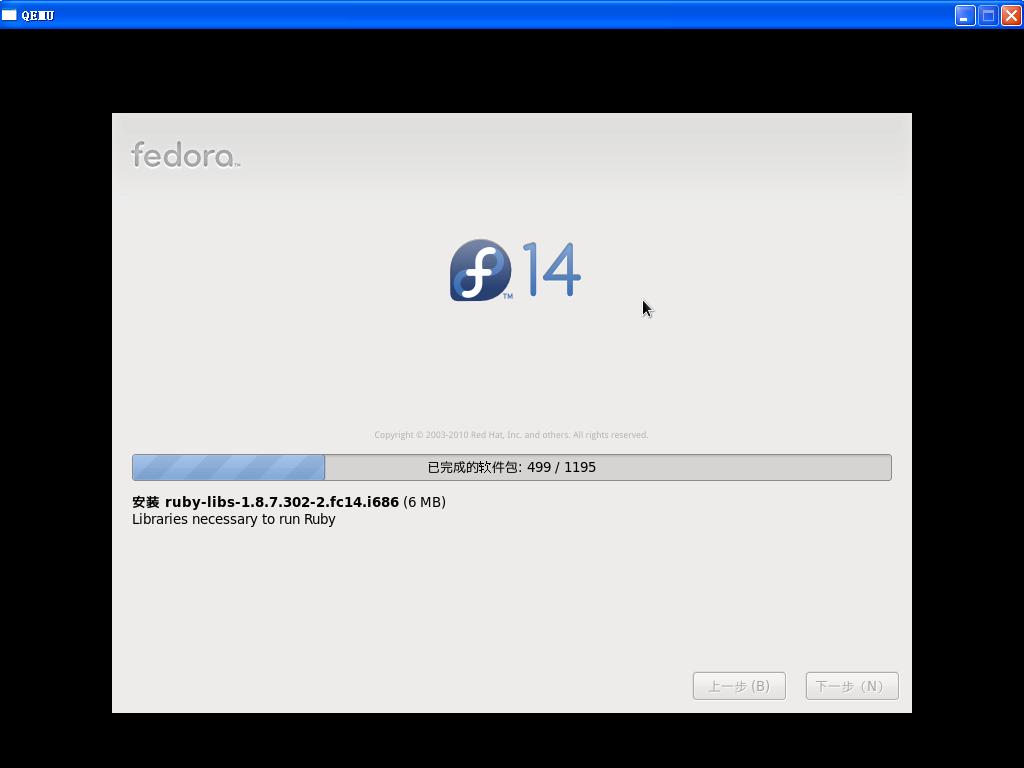 QEMU
fedora™
f™ 14
Copyright © 2003-2010 Red Hat, Inc. and others. All rights reserved.
已完成的软件包: 499 / 1195
安装 ruby-libs-1.8.7.302-2.fc14.i686 (6 MB)
Libraries necessary to run Ruby
上一步 (B)
下一步（N）